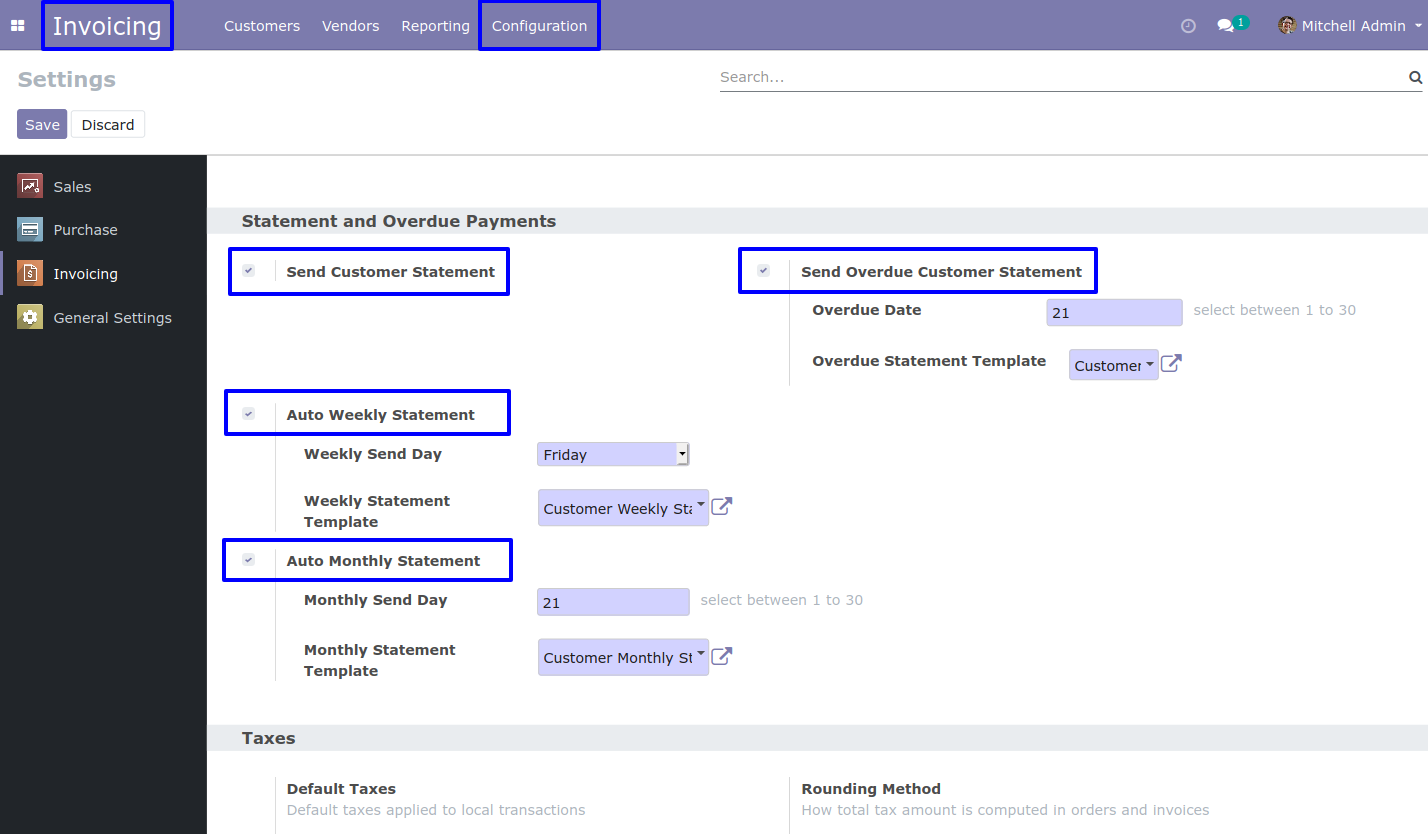 Invoicing Customers Vendors Reporting Configuration 1 Mitchell Admin
Settings
Search...
Save Discard
Sales
Purchase
Invoicing
General Settings
Statement and Overdue Payments
Send Customer Statement
Send Overdue Customer Statement
Overdue Date 21 select between 1 to 30
Overdue Statement Template Customer
Auto Weekly Statement
Weekly Send Day Friday
Weekly Statement
Template
Customer Weekly Sta
Auto Monthly Statement
Monthly Send Day 21 select between 1 to 30
Monthly Statement
Template
Customer Monthly St
Taxes
Default Taxes
Default taxes applied to local transactions
Rounding Method
How total tax amount is computed in orders and invoices